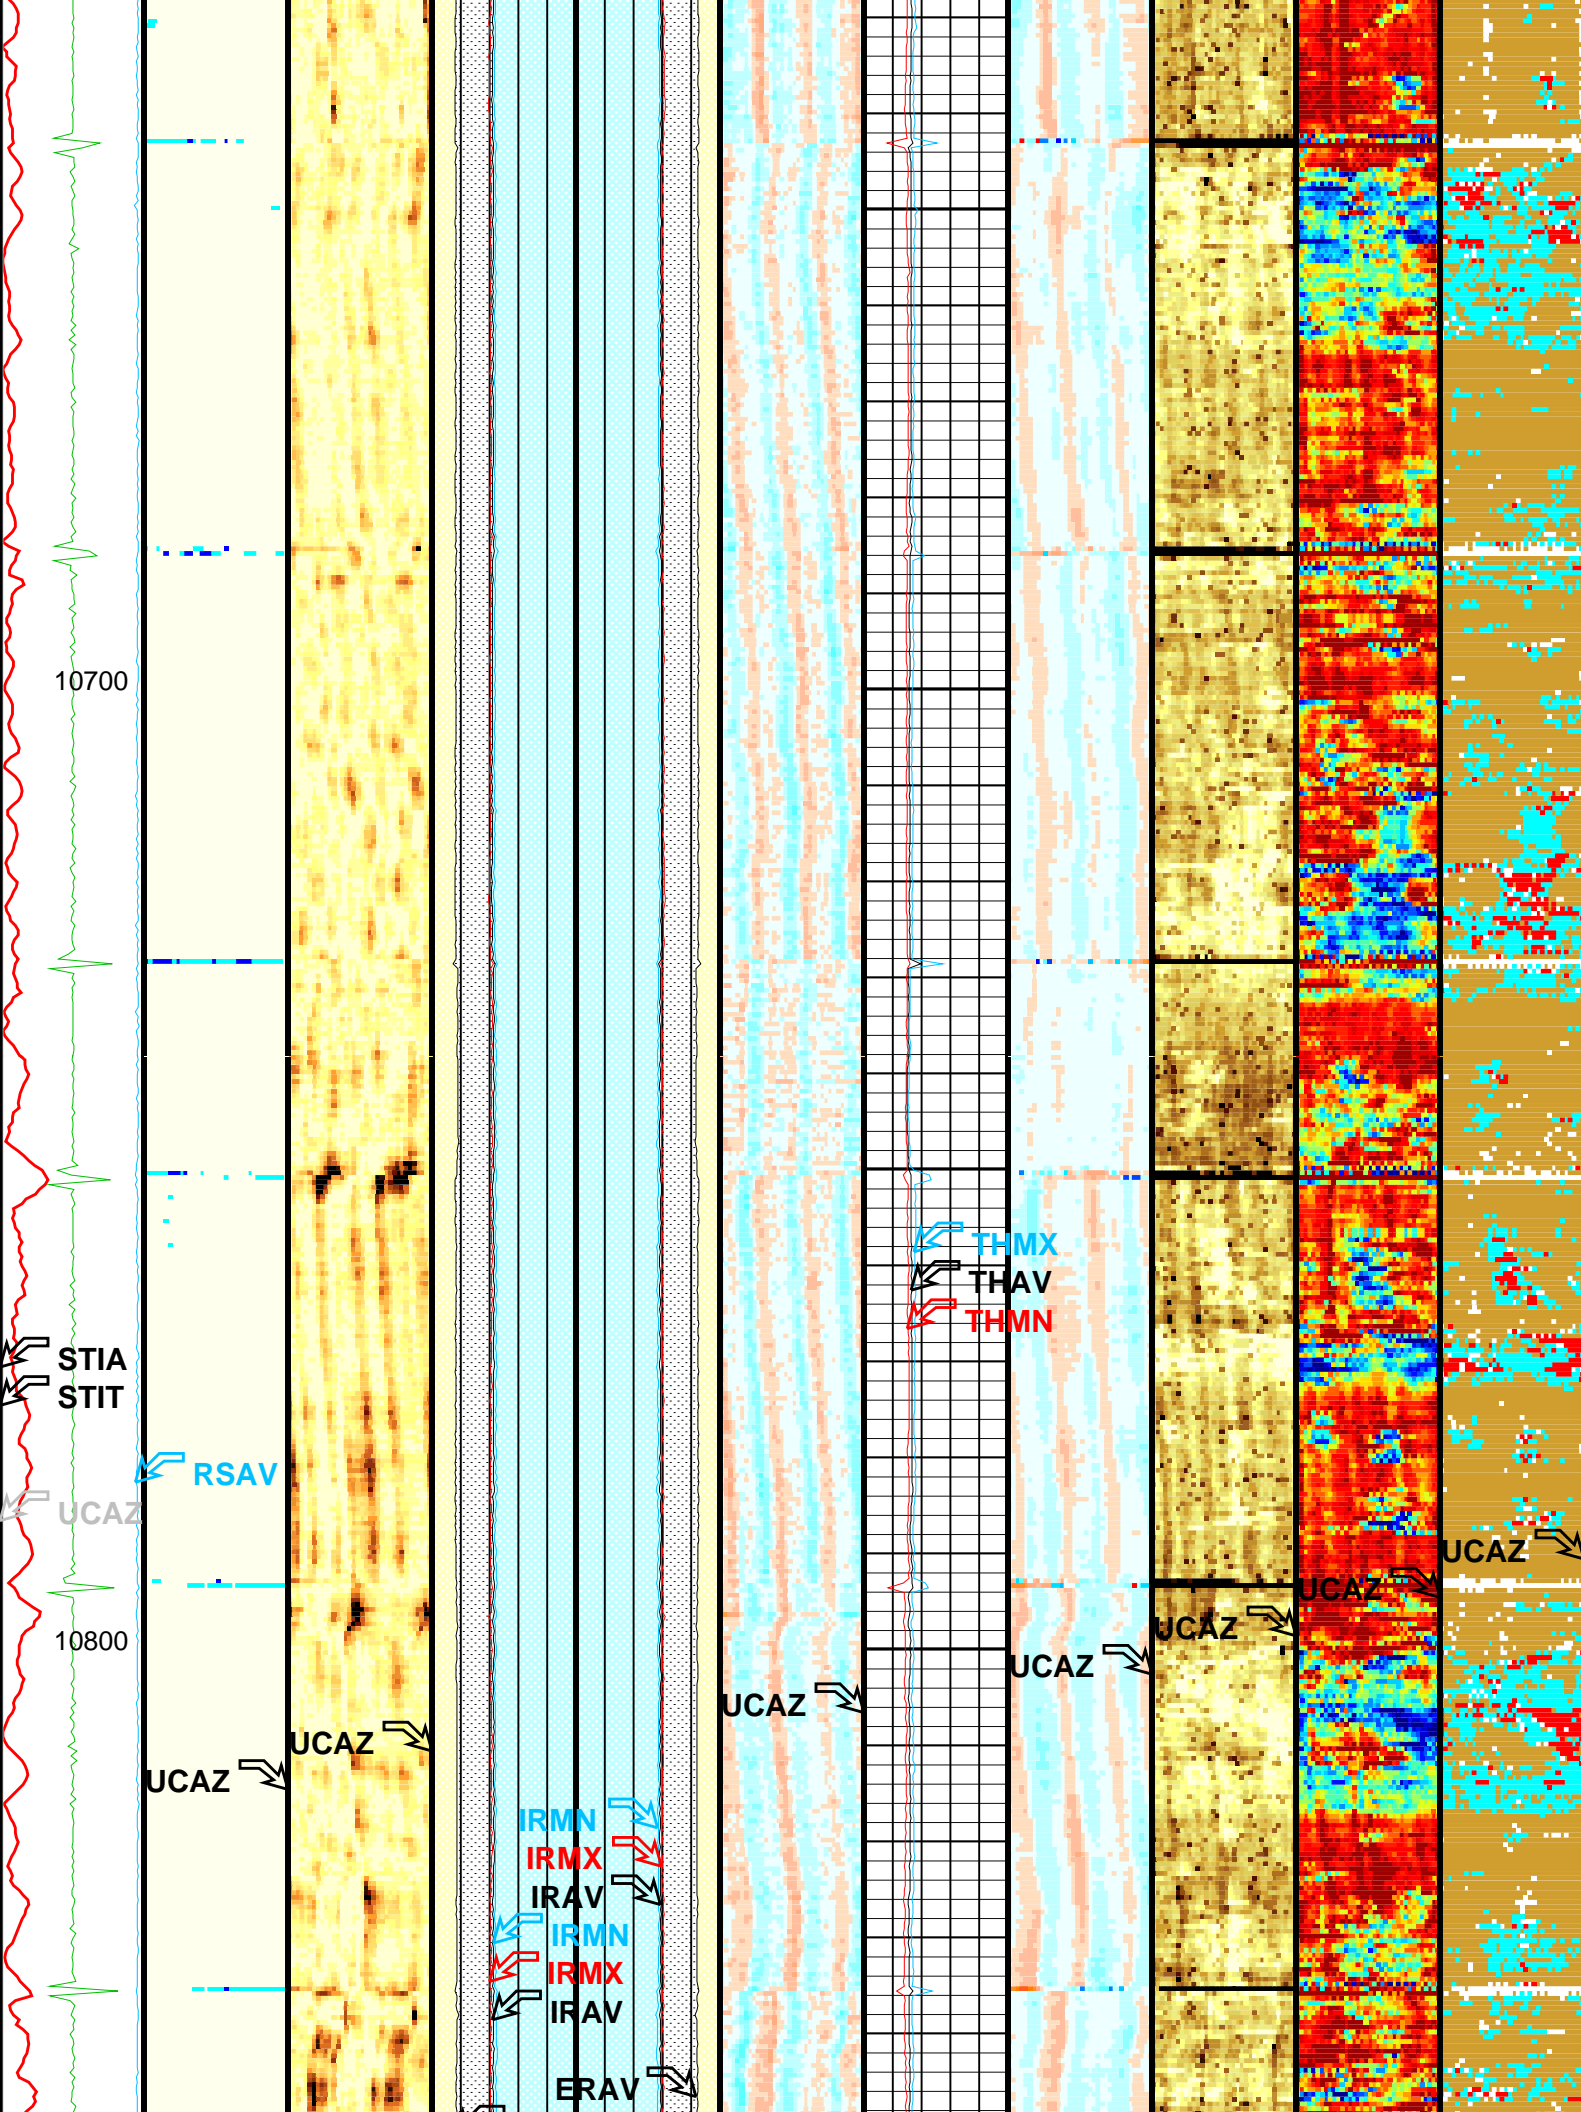 10700
THMX
THAV
THMN
STIA
STIT
RSAV
UCAZ
UCAZ
UCAZ
UCAZ
10800
UCAZ
UCAZ
UCAZ
UCAZ
IRMN
IRMX
IRAV
IRMN
IRMX
IRAV
ERAV